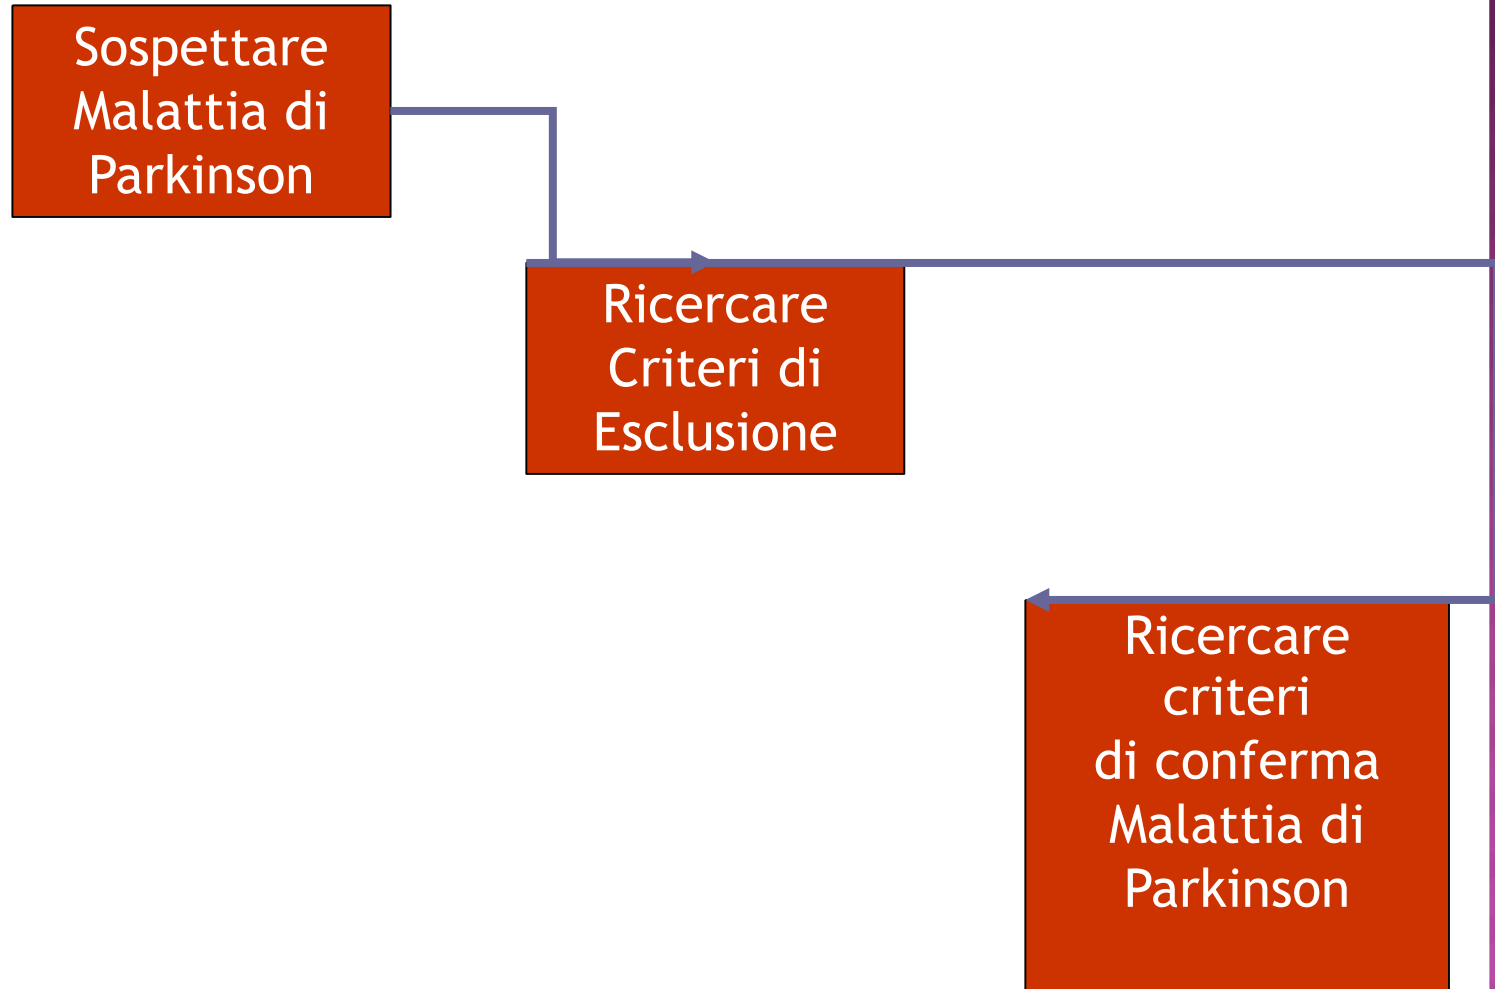 Sospettare
Malattia di
Parkinson
Ricercare
Criteri di
Esclusione
Ricercare
criteri
di conferma
Malattia di
Parkinson